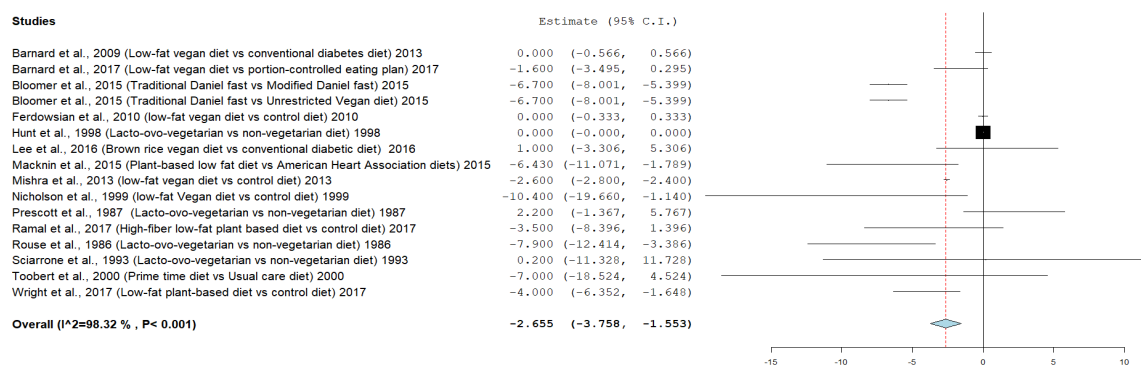 Studies Estimate (95% C.I.)
Barnard et al., 2009 (Low-fat vegan diet vs conventional diabetes diet) 2013 0.000 (-0.566, 0.566)
Barnard et al., 2017 (Low-fat vegan diet vs portion-controlled eating plan) 2017 -1.600 (-3.495, 0.295)
Bloomer et al., 2015 (Traditional Daniel fast vs Modified Daniel fast) 2015 -6.700 (-8.001, -5.399)
Bloomer et al., 2015 (Traditional Daniel fast vs Unrestricted Vegan diet) 2015 -6.700 (-8.001, -5.399)
Ferdowsian et al., 2010 (low-fat vegan diet vs control diet) 2010 0.000 (-0.333, 0.333)
Hunt et al., 1998 (Lacto-ovo-vegetarian vs non-vegetarian diet) 1998 0.000 (-0.000, 0.000)
Lee et al., 2016 (Brown rice vegan diet vs conventional diabetic diet) 2016 1.000 (-3.306, 5.306)
Macknin et al., 2015 (Plant-based low fat diet vs American Heart Association diets) 2015 -6.430 (-11.071, -1.789)
Mishra et al., 2013 (low-fat vegan diet vs control diet) 2013 -2.600 (-2.800, -2.400)
Nicholson et al., 1999 (low-fat Vegan diet vs control diet) 1999 -10.400 (-19.660, -1.140)
Prescott et al., 1987 (Lacto-ovo-vegetarian vs non-vegetarian diet) 1987 2.200 (-1.367, 5.767)
Ramal et al., 2017 (High-fiber low-fat plant based diet vs control diet) 2017 -3.500 (-8.396, 1.396)
Rouse et al., 1986 (Lacto-ovo-vegetarian vs non-vegetarian diet) 1986 -7.900 (-12.414, -3.386)
Sciarrone et al., 1993 (Lacto-ovo-vegetarian vs non-vegetarian diet) 1993 0.200 (-11.328, 11.728)
Toobert et al., 2000 (Prime time diet vs Usual care diet) 2000 -7.000 (-18.524, 4.524)
Wright et al., 2017 (Low-fat plant-based diet vs control diet) 2017 -4.000 (-6.352, -1.648)
Overall (I^2=98.32 % , P< 0.001) -2.655 (-3.758, -1.553)
-15 -10 -5 0 5 10